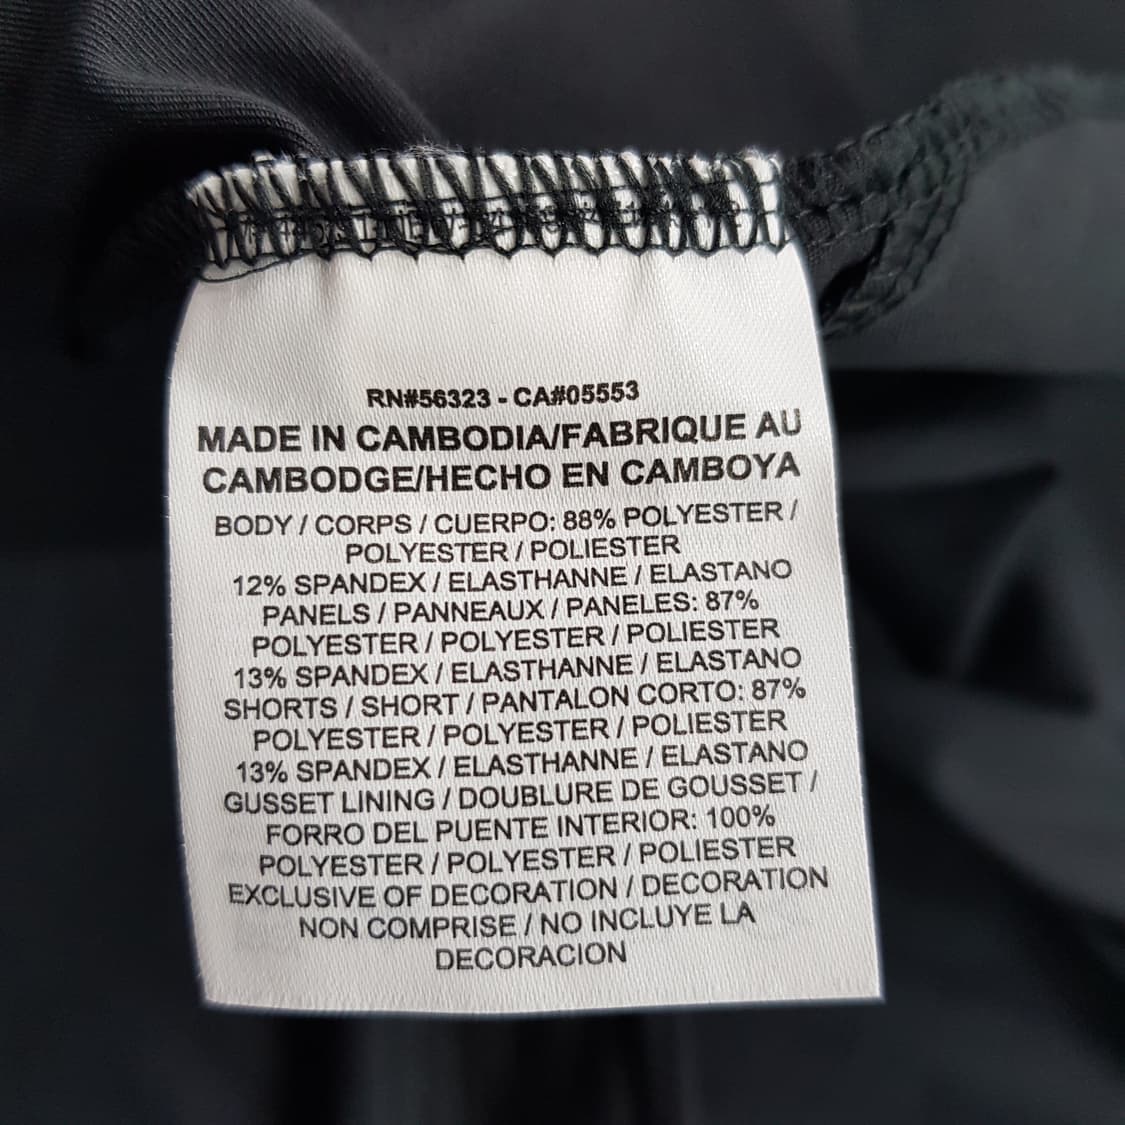 RN#56323 - CA#05553
MADE IN CAMBODIA/FABRIQUE AU
CAMBODGE/HECHO EN CAMBOYA
BODY / CORPS / CUERPO: 88% POLYESTER /
POLYESTER / POLIESTER
12% SPANDEX / ELASTHANNE / ELASTANO
PANELS / PANNEAUX / PANELES: 87%
POLYESTER / POLYESTER / POLIESTER
13% SPANDEX / ELASTHANNE / ELASTANO
SHORTS / SHORT / PANTALON CORTO: 87%
POLYESTER / POLYESTER / POLIESTER
13% SPANDEX / ELASTHANNE / ELASTANO
GUSSET LINING / DOUBLURE DE GOUSSET /
FORRO DEL PUENTE INTERIOR: 100%
POLYESTER / POLYESTER / POLIESTER
EXCLUSIVE OF DECORATION / DECORATION
NON COMPRISE / NO INCLUYE LA
DECORACION